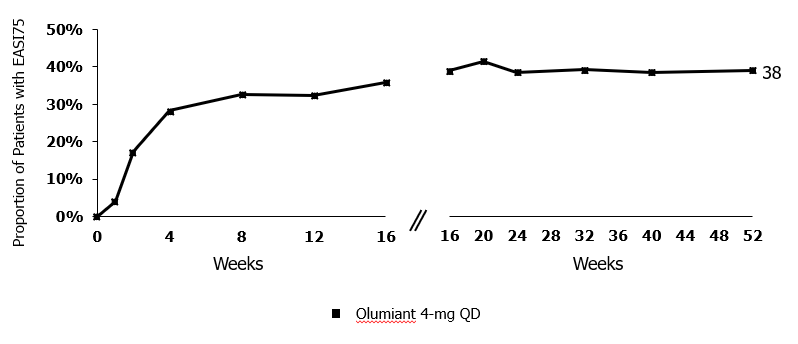 Proportion of Patients with EASI75
50%
40%
30%
20%
10%
0%
0 4 8 12 16
Weeks
//
16 20 24 28 32 36 40 44 48 52
Weeks
38
Olumiant 4-mg QD